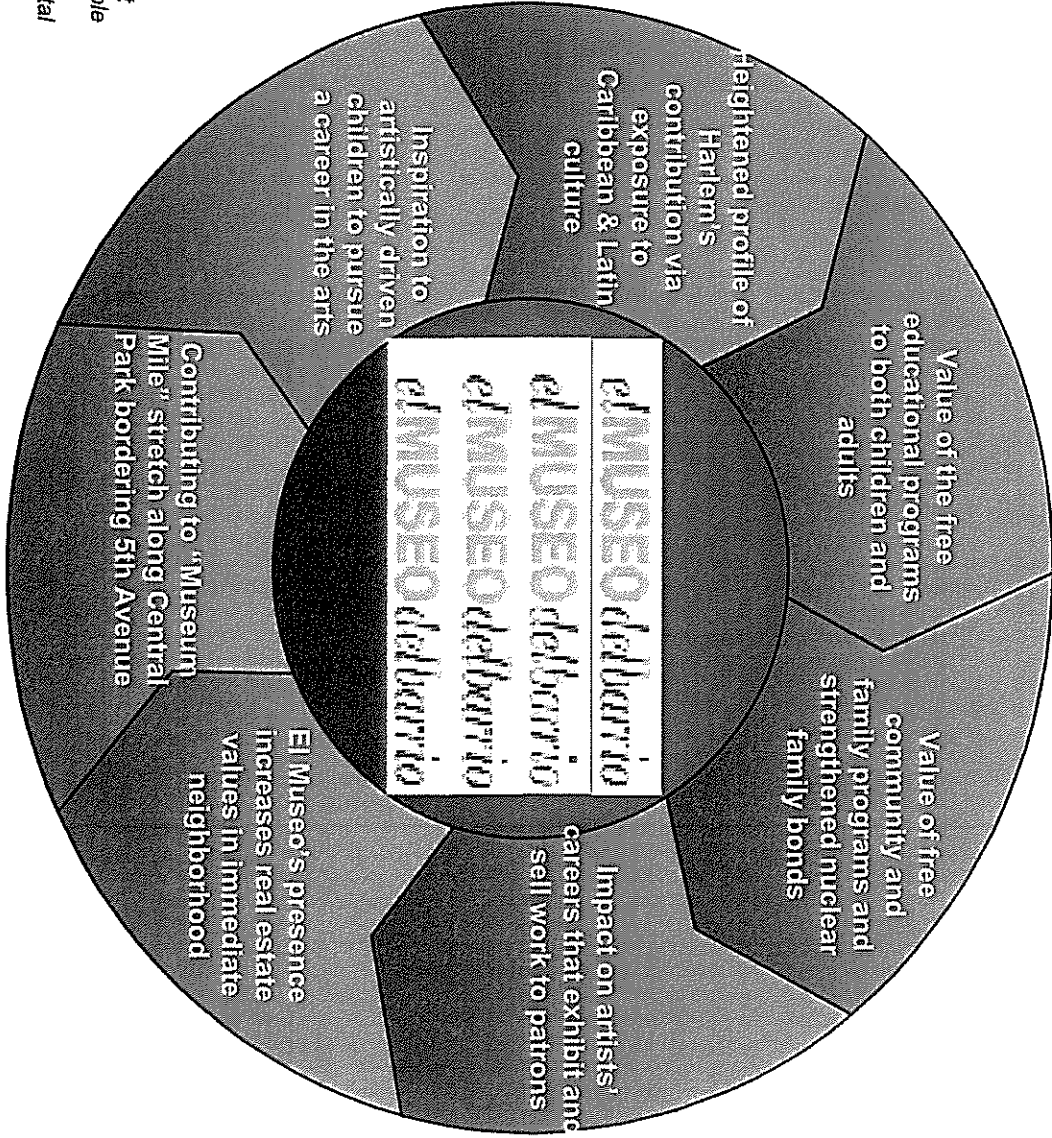 Value of the free
educational programs
to both children and
adults
Value of free
community and
family programs and
strengthened nuclear
family bonds
Impact on artists'
careers that exhibit and
sell work to patrons
El Museo's presence
increases real estate
values in immediate
neighborhood
Contributing to "Museum
Mile" stretch along Central
Park bordering 5th Avenue
Inspiration to
artistically driven
children to pursue
a career in the arts
Heightened profile of
Harlem's
contribution via
exposure to
Caribbean & Latin
culture
el MUSEO del barrio
el MUSEO del barrio
el MUSEO del barrio
el MUSEO del barrio